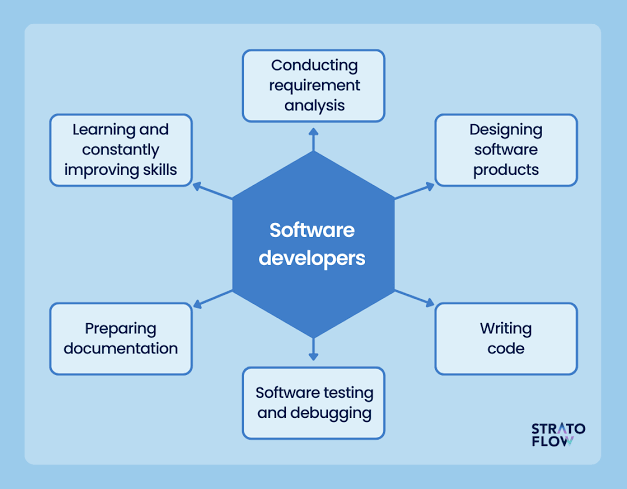 Conducting
requirement
analysis
Learning and
constantly
improving skills
Designing
software
products
Software
developers
Preparing
documentation
Writing
code
Software testing
and debugging
STRATO
FLOW